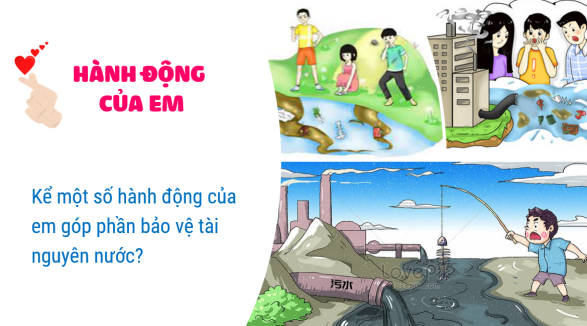 HÀNH ĐỘNG
CỦA EM
Kể một số hành động của
em góp phần bảo vệ tài
nguyên nước?
污水